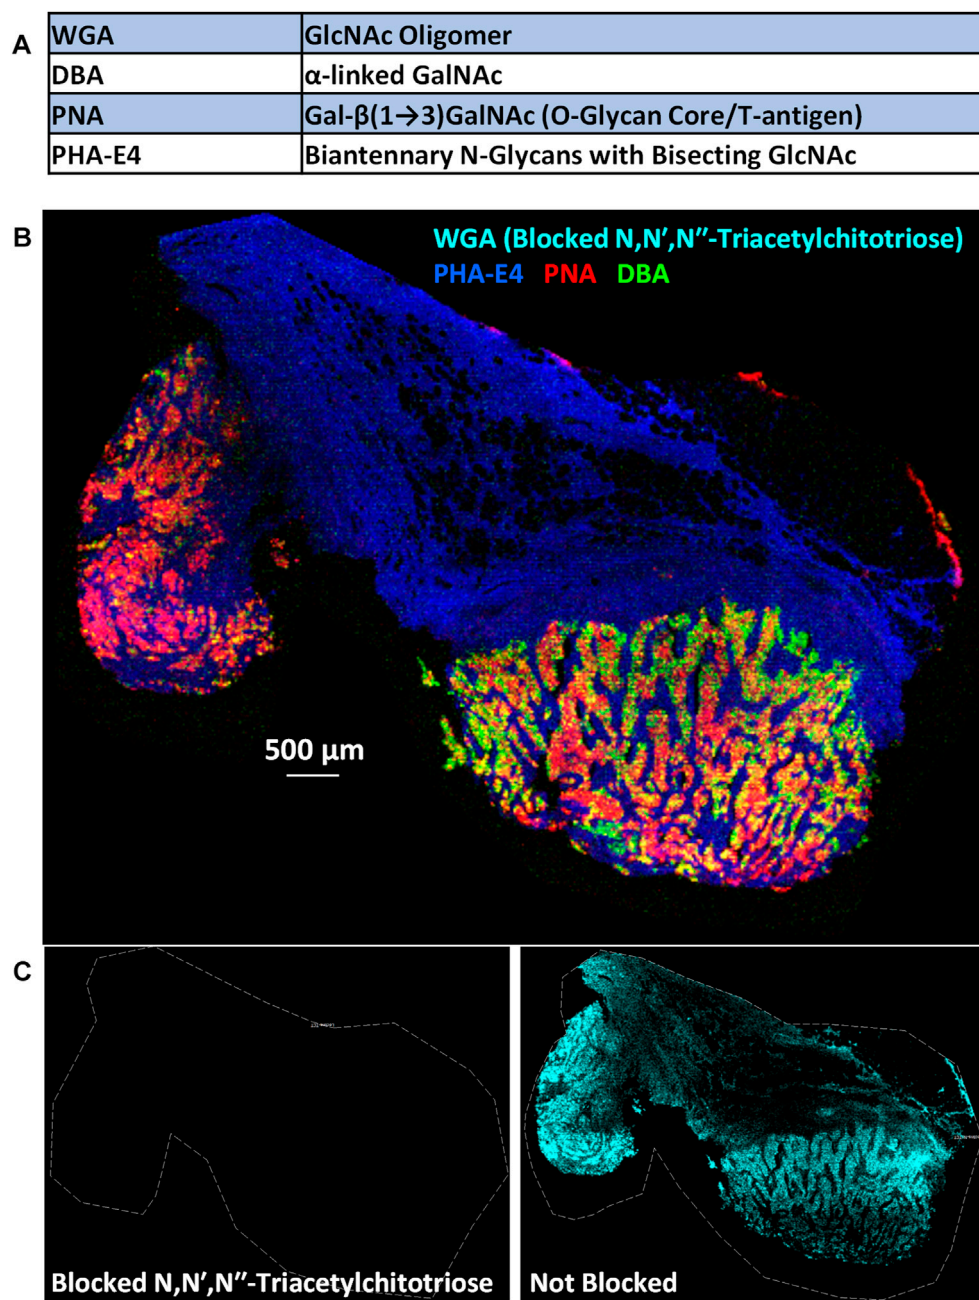 A
WGA GlcNAc Oligomer
DBA α-linked GalNAc
PNA Gal-β(1→3)GalNAc (O-Glycan Core/T-antigen)
PHA-E4 Biantennary N-Glycans with Bisecting GlcNAc
B
WGA (Blocked N,N′,N″-Triacetylchitotriose)
PHA-E4 PNA DBA
500 μm
C
Blocked N,N′,N″-Triacetylchitotriose
Not Blocked